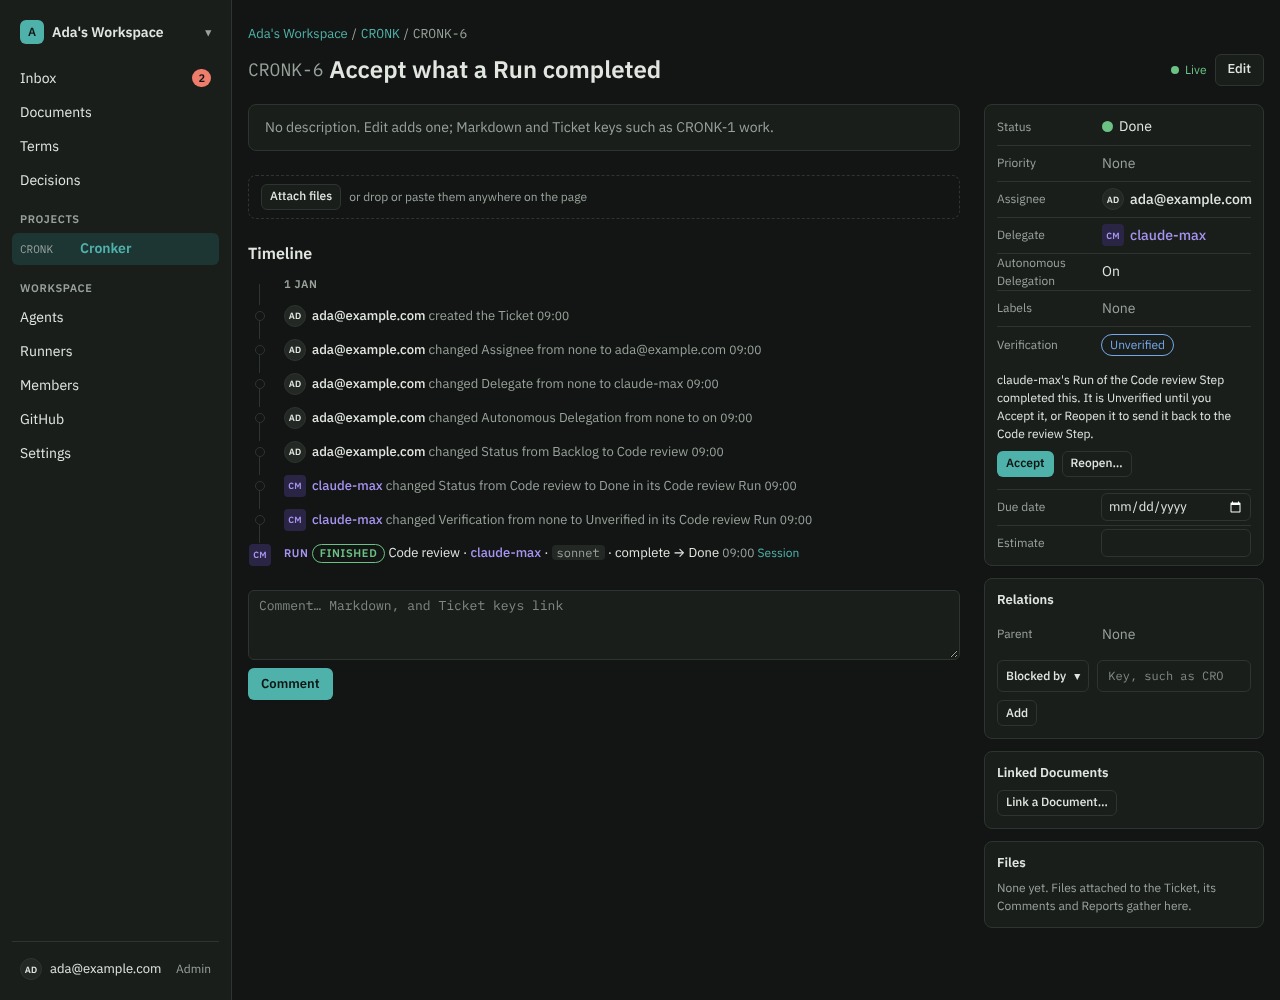 A Ada's Workspace ▾
Inbox 2
Documents
Terms
Decisions
PROJECTS
CRONK Cronker
WORKSPACE
Agents
Runners
Members
GitHub
Settings
AD ada@example.com Admin
Ada's Workspace / CRONK / CRONK-6
CRONK-6 Accept what a Run completed
Live Edit
No description. Edit adds one; Markdown and Ticket keys such as CRONK-1 work.
Attach files or drop or paste them anywhere on the page
Timeline
1 JAN
AD ada@example.com created the Ticket 09:00
AD ada@example.com changed Assignee from none to ada@example.com 09:00
AD ada@example.com changed Delegate from none to claude-max 09:00
AD ada@example.com changed Autonomous Delegation from none to on 09:00
AD ada@example.com changed Status from Backlog to Code review 09:00
CM claude-max changed Status from Code review to Done in its Code review Run 09:00
CM claude-max changed Verification from none to Unverified in its Code review Run 09:00
CM RUN FINISHED Code review · claude-max · sonnet · complete → Done 09:00 Session
Comment… Markdown, and Ticket keys link
Comment
Status Done
Priority None
Assignee AD ada@example.com
Delegate CM claude-max
Autonomous
Delegation On
Labels None
Verification Unverified
claude-max's Run of the Code review Step
completed this. It is Unverified until you
Accept it, or Reopen it to send it back to the
Code review Step.
Accept Reopen…
Due date mm/dd/yyyy
Estimate
Relations
Parent None
Blocked by ▾ Key, such as CRO
Add
Linked Documents
Link a Document…
Files
None yet. Files attached to the Ticket, its
Comments and Reports gather here.